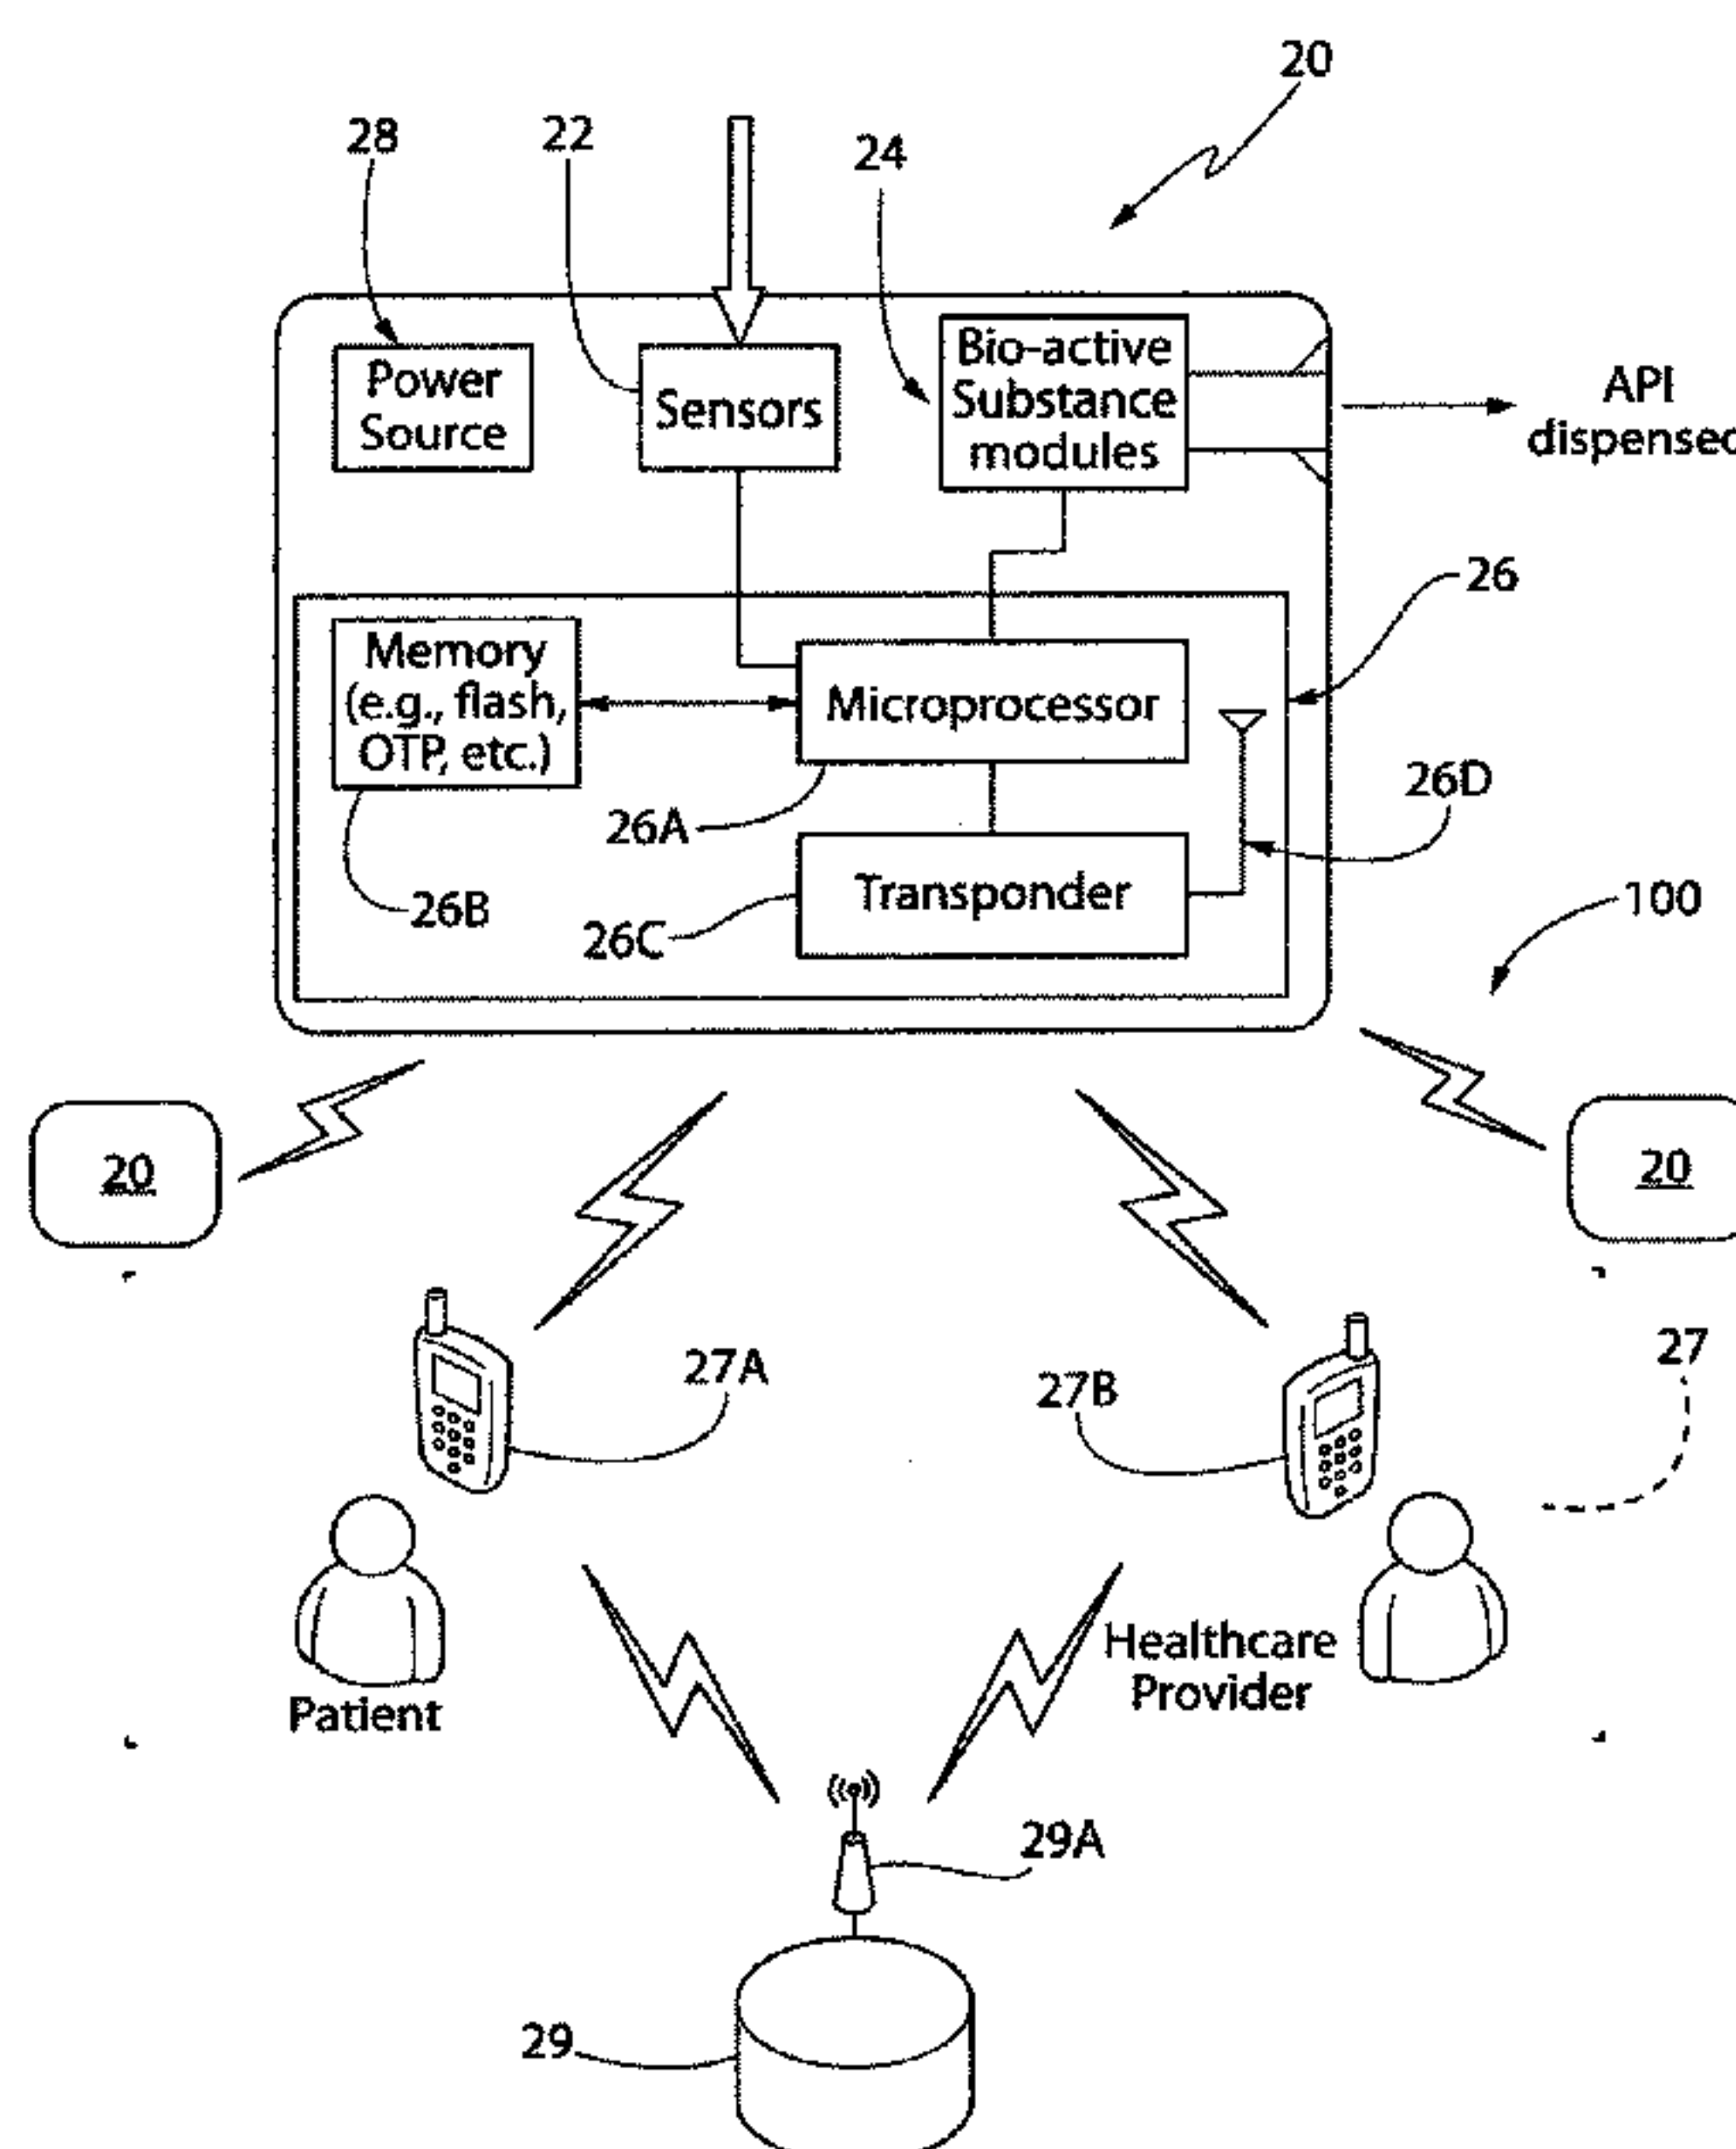 20
28
22
24
Power
Source
Sensors
Bio-active
Substance
modules
API
dispensed
26
Memory
(e.g., flash,
OTP, etc.)
Microprocessor
26D
26A
26B
Transponder
26C
100
20
20
27A
27B
27
Patient
Healthcare
Provider
29A
29